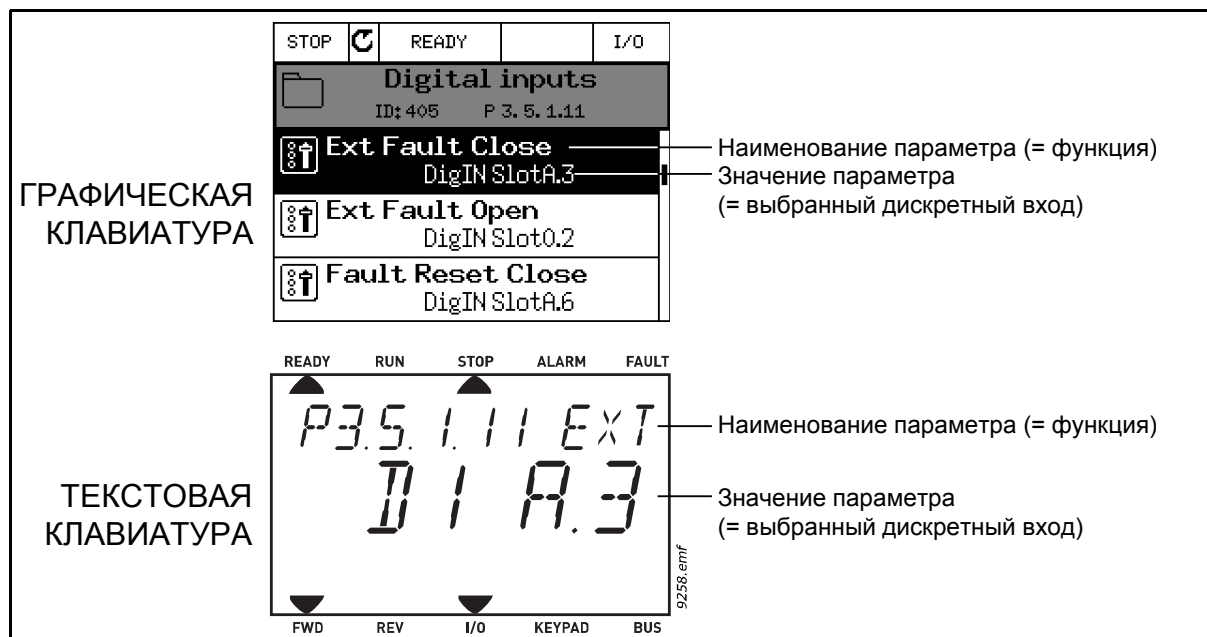 STOP READY I/O
Digital inputs
ID:405 P 3.5.1.11
Ext Fault Close
DigIN SlotA.3
Ext Fault Open
DigIN Slot0.2
Fault Reset Close
DigIN SlotA.6
ГРАФИЧЕСКАЯ
КЛАВИАТУРА
Наименование параметра (= функция)
Значение параметра
(= выбранный дискретный вход)
READY RUN STOP ALARM FAULT
P3.5.1.11 EXT
DI A.3
FWD REV I/O KEYPAD BUS
ТЕКСТОВАЯ
КЛАВИАТУРА
Наименование параметра (= функция)
Значение параметра
(= выбранный дискретный вход)
9258.emf